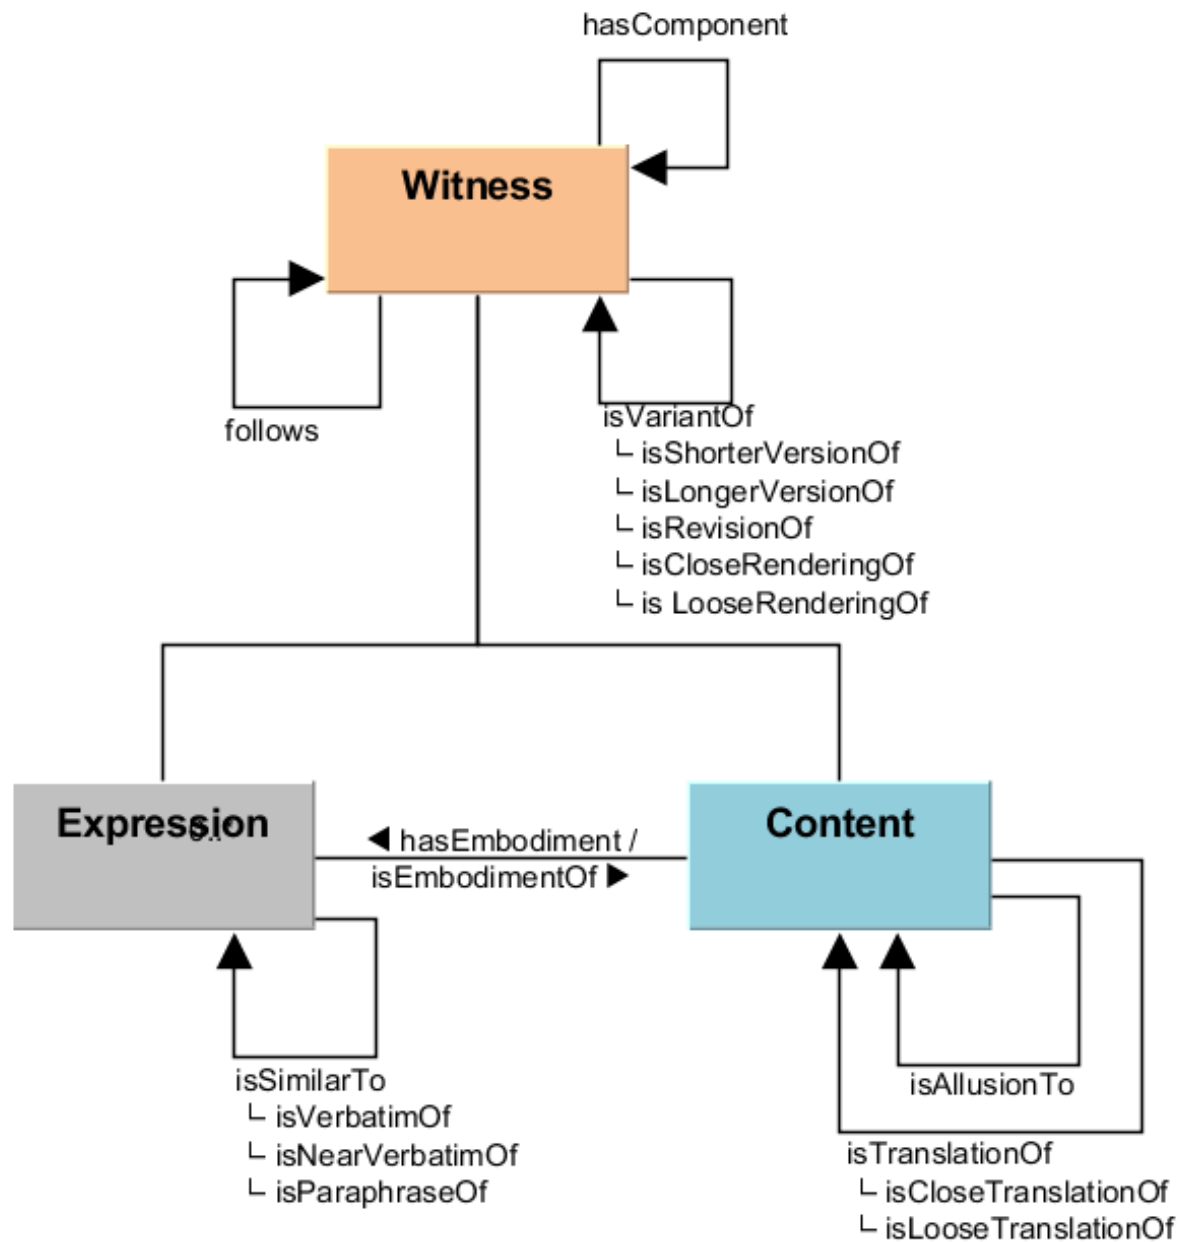 hasComponent
Witness
follows
isVariantOf
isShorterVersionOf
isLongerVersionOf
isRevisionOf
isCloseRenderingOf
is LooseRenderingOf
Expression
hasEmbodiment /
isEmbodimentOf
Content
isSimilarTo
isVerbatimOf
isNearVerbatimOf
isParaphraseOf
isAllusionTo
isTranslationOf
isCloseTranslationOf
isLooseTranslationOf